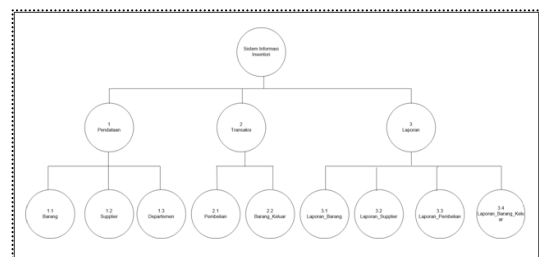 Sistem Informasi
Inventori
1
Pendataan
2
Transaksi
3
Laporan
1.1
Barang
1.2
Supplier
1.3
Departemen
2.1
Pembelian
2.2
Barang_Keluar
3.1
Laporan_Barang
3.2
Laporan_Supplier
3.3
Laporan_Pembelian
3.4
Laporan_Barang_Kelu
ar